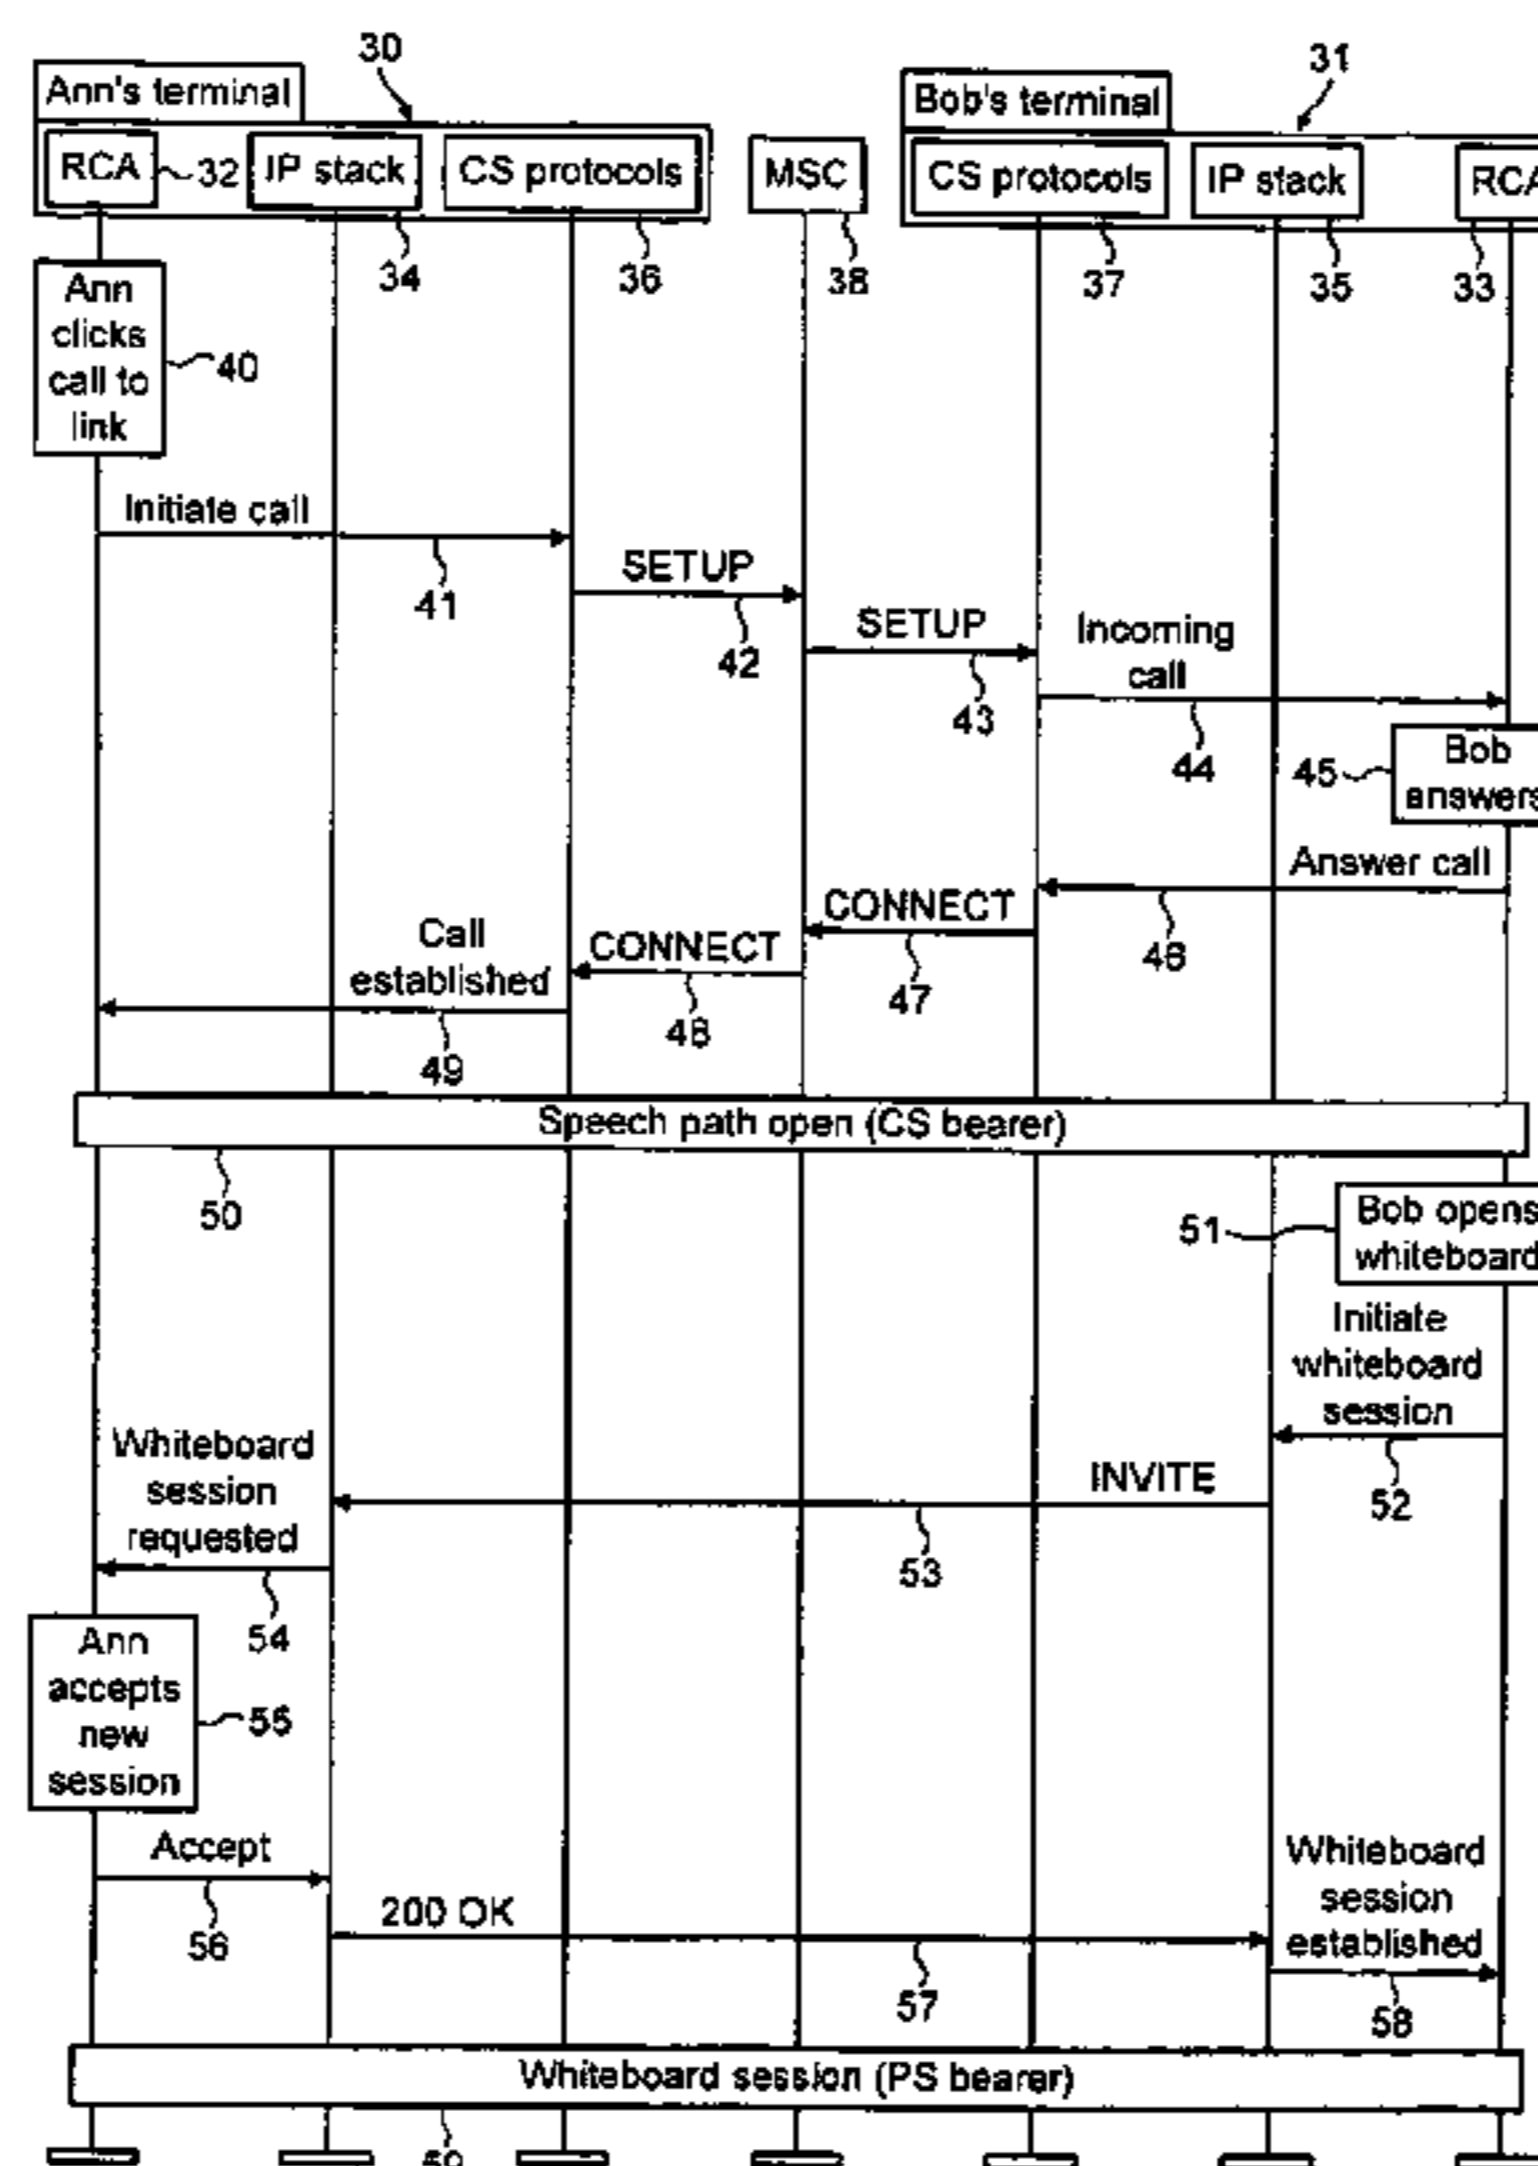 30
31
Ann's terminal
Bob's terminal
RCA
32
IP stack
CS protocols
MSC
CS protocols
IP stack
34
36
38
37
35
33
Ann
clicks
call to
link
40
Initiate call
41
SETUP
42
SETUP
43
Incoming
call
44
45
Bob
Answer call
46
CONNECT
47
CONNECT
48
Call
established
49
Speech path open (CS bearer)
50
51
Bob opens
whiteboard
Initiate
whiteboard
session
52
INVITE
53
Whiteboard
session
requested
54
Ann
accepts
new
session
55
Accept
56
200 OK
57
Whiteboard
session
established
58
Whiteboard session (PS bearer)